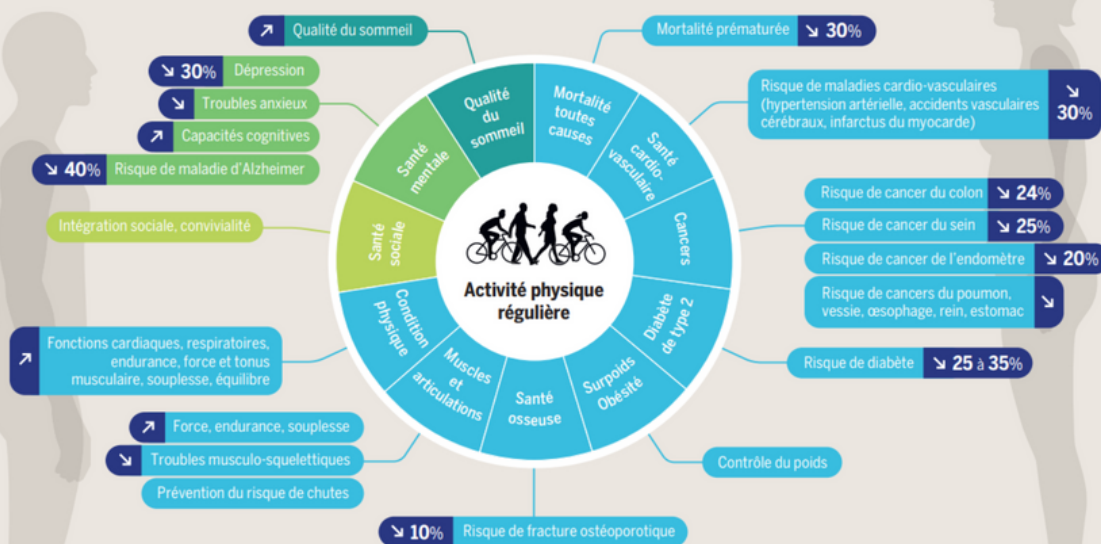 ↗ Qualité du sommeil
↘ 30% Dépression
↘ Troubles anxieux
↗ Capacités cognitives
↘ 40% Risque de maladie d'Alzheimer
Intégration sociale, convivialité
↗ Fonctions cardiaques, respiratoires,
endurance, force et tonus
musculaire, souplesse, équilibre
↗ Force, endurance, souplesse
↘ Troubles musculo-squelettiques
Prévention du risque de chutes
↘ 10% Risque de fracture ostéoporotique
Mortalité prématurée ↘ 30%
Risque de maladies cardio-vasculaires
(hypertension artérielle, accidents vasculaires
cérébraux, infarctus du myocarde)
↘ 30%
Risque de cancer du colon ↘ 24%
Risque de cancer du sein ↘ 25%
Risque de cancer de l'endomètre ↘ 20%
Risque de cancers du poumon,
vessie, œsophage, rein, estomac ↘
Risque de diabète ↘ 25 à 35%
Contrôle du poids
Qualité
du
sommeil
Mortalité
toutes
causes
Santé
cardio-
vasculaire
Cancers
Diabète
de type 2
Surpoids
Obésité
Santé
osseuse
Muscles
et
articulations
Condition
physique
Santé
sociale
Santé
mentale
Activité physique
régulière